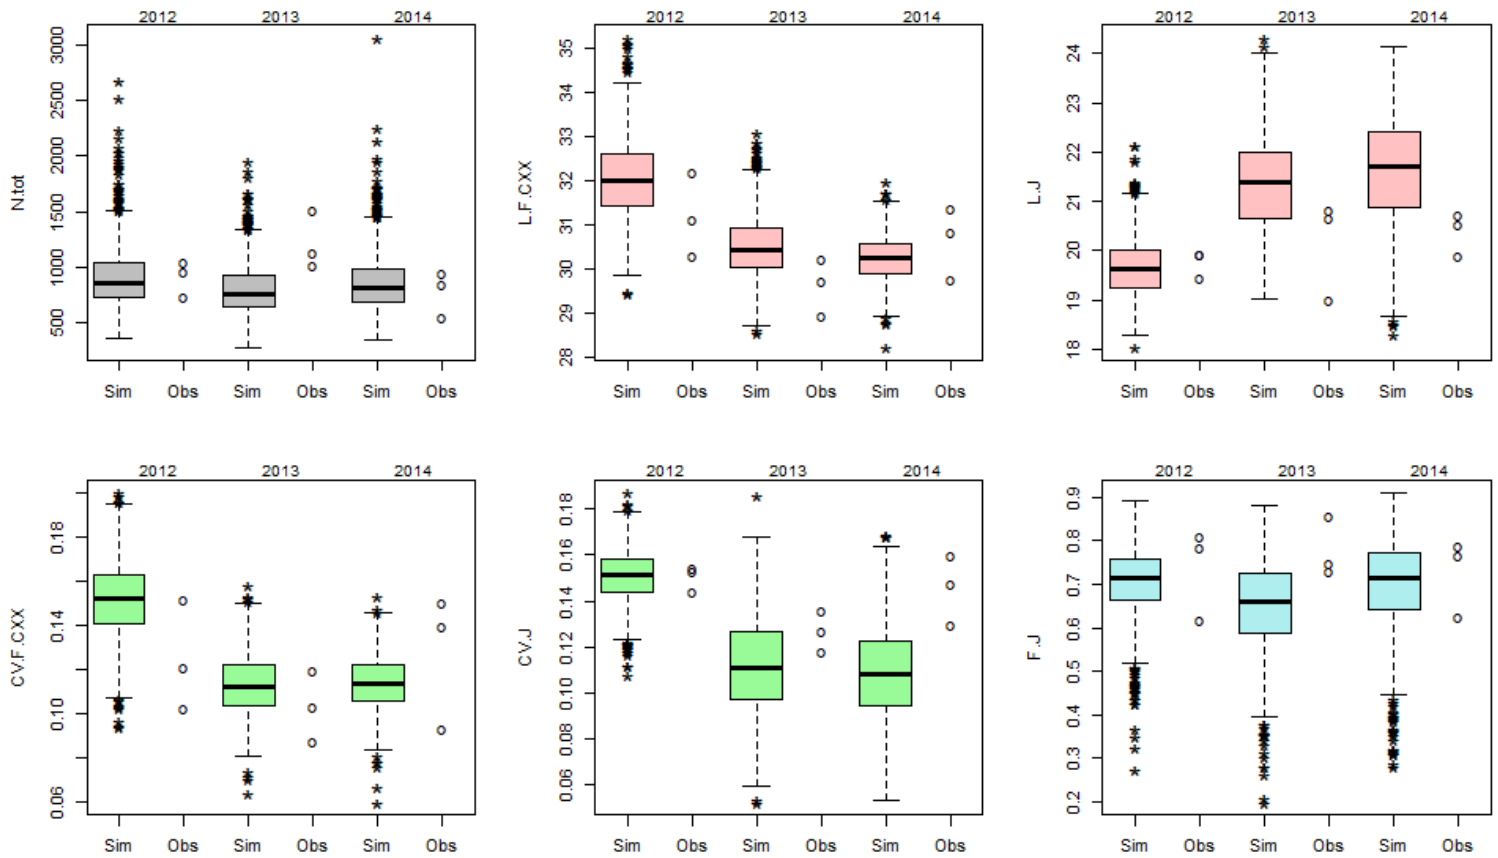 2012 2013 2014
N.tot
3000
2500
2000
1500
1000
500
Sim Obs Sim Obs Sim Obs
2012 2013 2014
L.F.CXX
35
34
33
32
31
30
29
28
Sim Obs Sim Obs Sim Obs
2012 2013 2014
L.J
24
23
22
21
20
19
18
Sim Obs Sim Obs Sim Obs
2012 2013 2014
CV.F.CXX
0.18
0.14
0.10
0.06
Sim Obs Sim Obs Sim Obs
2012 2013 2014
CV.J
0.18
0.16
0.14
0.12
0.10
0.08
0.06
Sim Obs Sim Obs Sim Obs
2012 2013 2014
F.J
0.9
0.8
0.7
0.6
0.5
0.4
0.3
0.2
Sim Obs Sim Obs Sim Obs